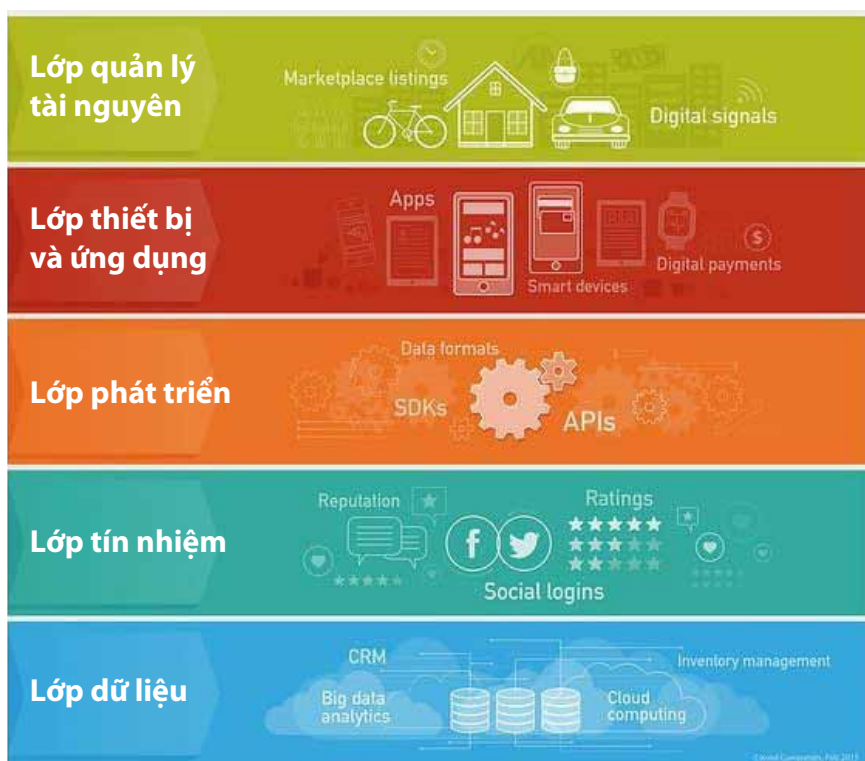 Lớp quản lý
tài nguyên
Marketplace listings
Digital signals
Lớp thiết bị
và ứng dụng
Apps
Smart devices
Digital payments
$
Lớp phát triển
Data formats
SDKs
APIs
Lớp tín nhiệm
Reputation
Ratings
f
Social logins
Lớp dữ liệu
CRM
Inventory management
Big data
analytics
Cloud
computing